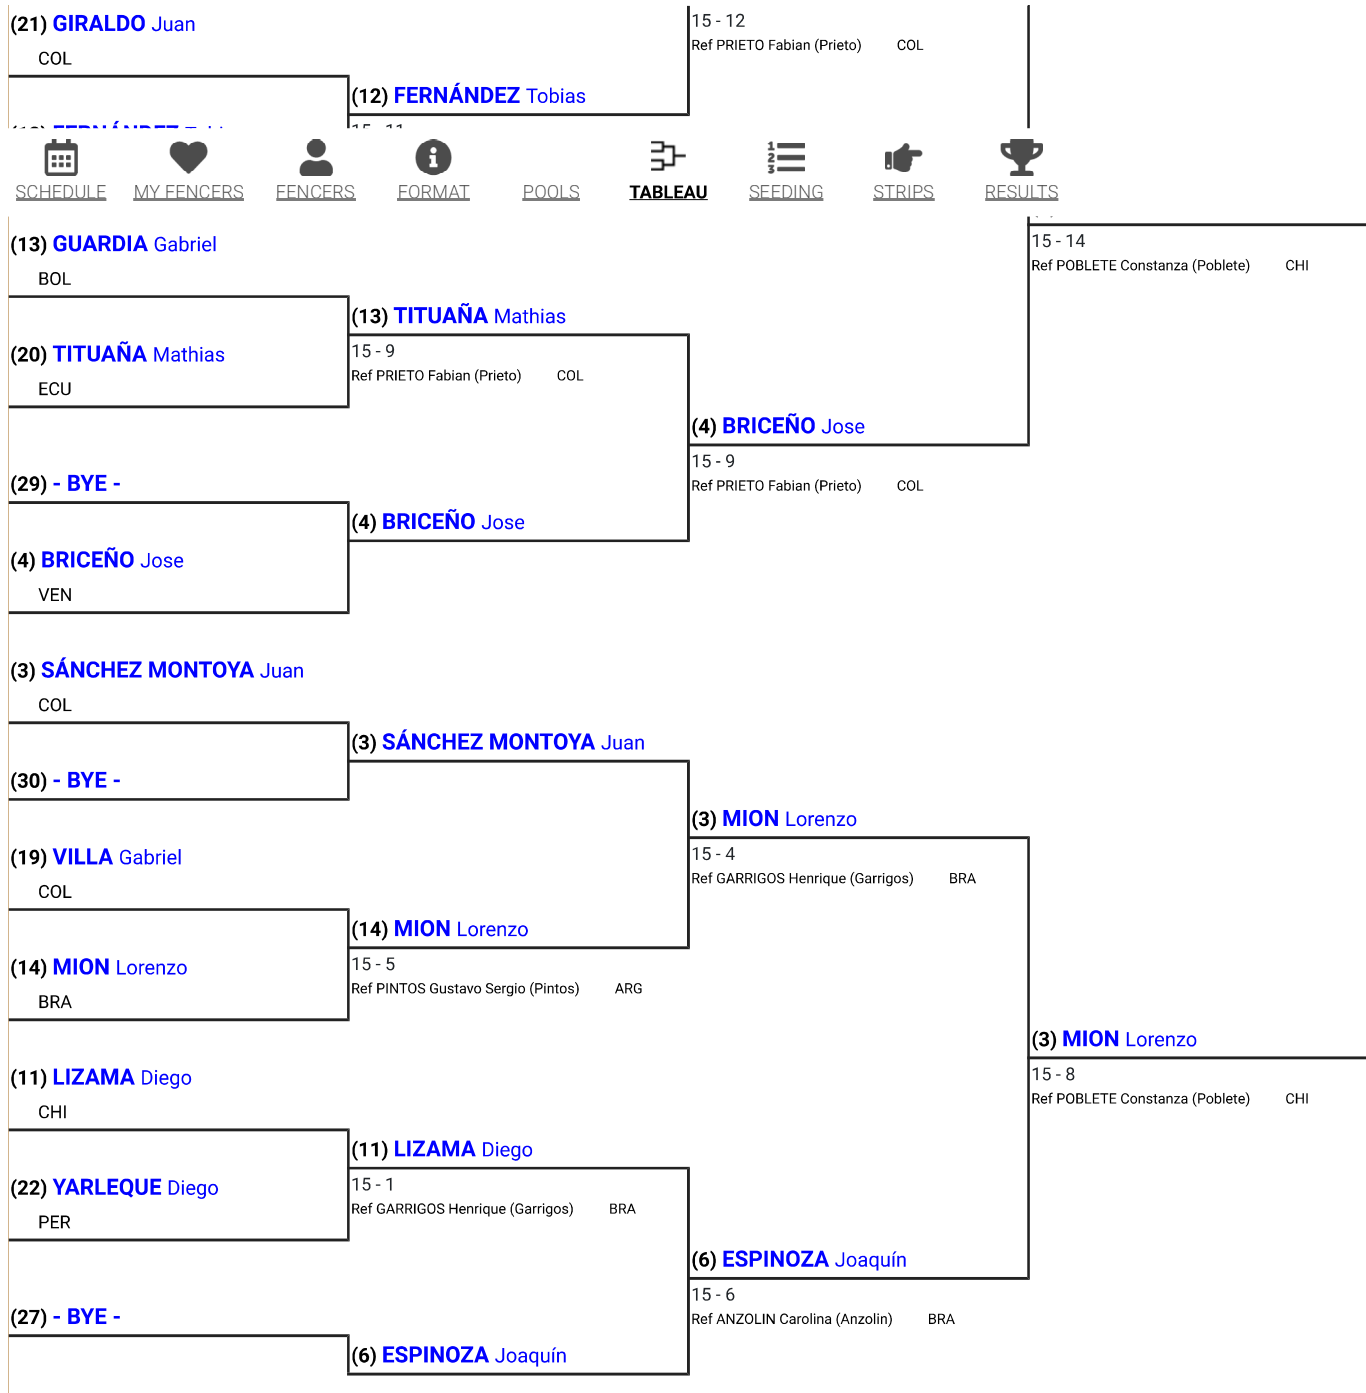 (21) GIRALDO Juan
COL
15 - 12
Ref PRIETO Fabian (Prieto) COL
(12) FERNÁNDEZ Tobias
SCHEDULE MY FENCERS FENCERS FORMAT POOLS TABLEAU SEEDING STRIPS RESULTS
(13) GUARDIA Gabriel
BOL
15 - 14
Ref POBLETE Constanza (Poblete) CHI
(13) TITUAÑA Mathias
15 - 9
Ref PRIETO Fabian (Prieto) COL
(20) TITUAÑA Mathias
ECU
(4) BRICEÑO Jose
15 - 9
Ref PRIETO Fabian (Prieto) COL
(29) - BYE -
(4) BRICEÑO Jose
(4) BRICEÑO Jose
VEN
(3) SÁNCHEZ MONTOYA Juan
COL
(3) SÁNCHEZ MONTOYA Juan
(30) - BYE -
(3) MION Lorenzo
15 - 4
Ref GARRIGOS Henrique (Garrigos) BRA
(19) VILLA Gabriel
COL
(14) MION Lorenzo
15 - 5
Ref PINTOS Gustavo Sergio (Pintos) ARG
(14) MION Lorenzo
BRA
(3) MION Lorenzo
15 - 8
Ref POBLETE Constanza (Poblete) CHI
(11) LIZAMA Diego
CHI
(11) LIZAMA Diego
15 - 1
Ref GARRIGOS Henrique (Garrigos) BRA
(22) YARLEQUE Diego
PER
(6) ESPINOZA Joaquín
15 - 6
Ref ANZOLIN Carolina (Anzolin) BRA
(27) - BYE -
(6) ESPINOZA Joaquín